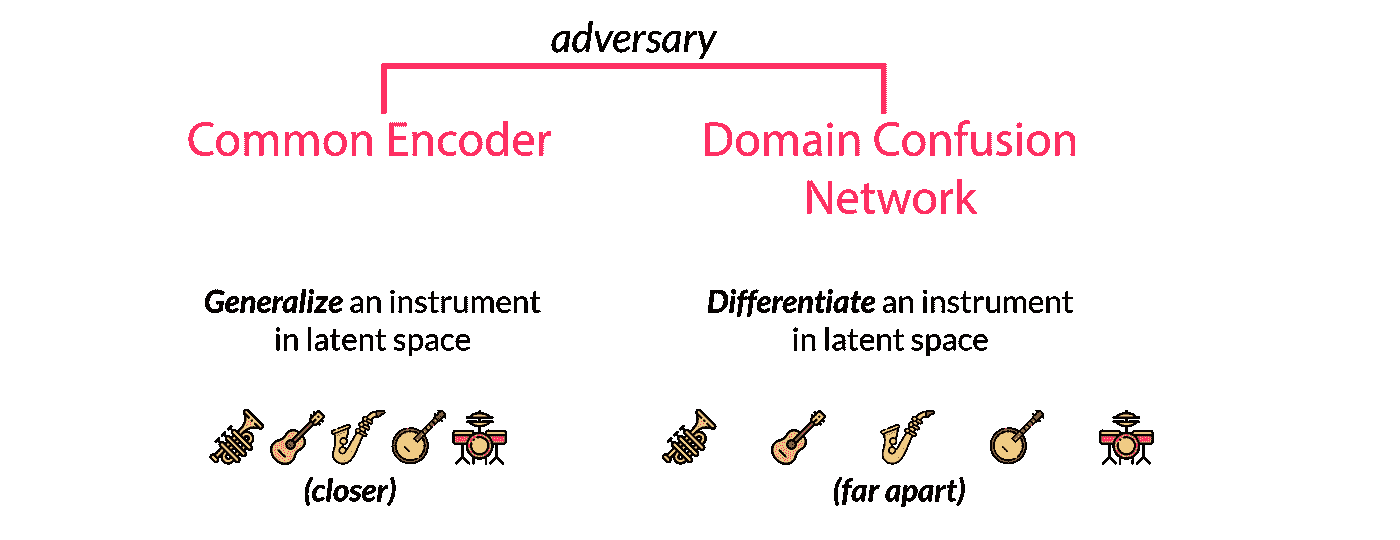 adversary
Common Encoder
Domain Confusion
Network
Generalize an instrument
in latent space
Differentiate an instrument
in latent space
(closer)
(far apart)